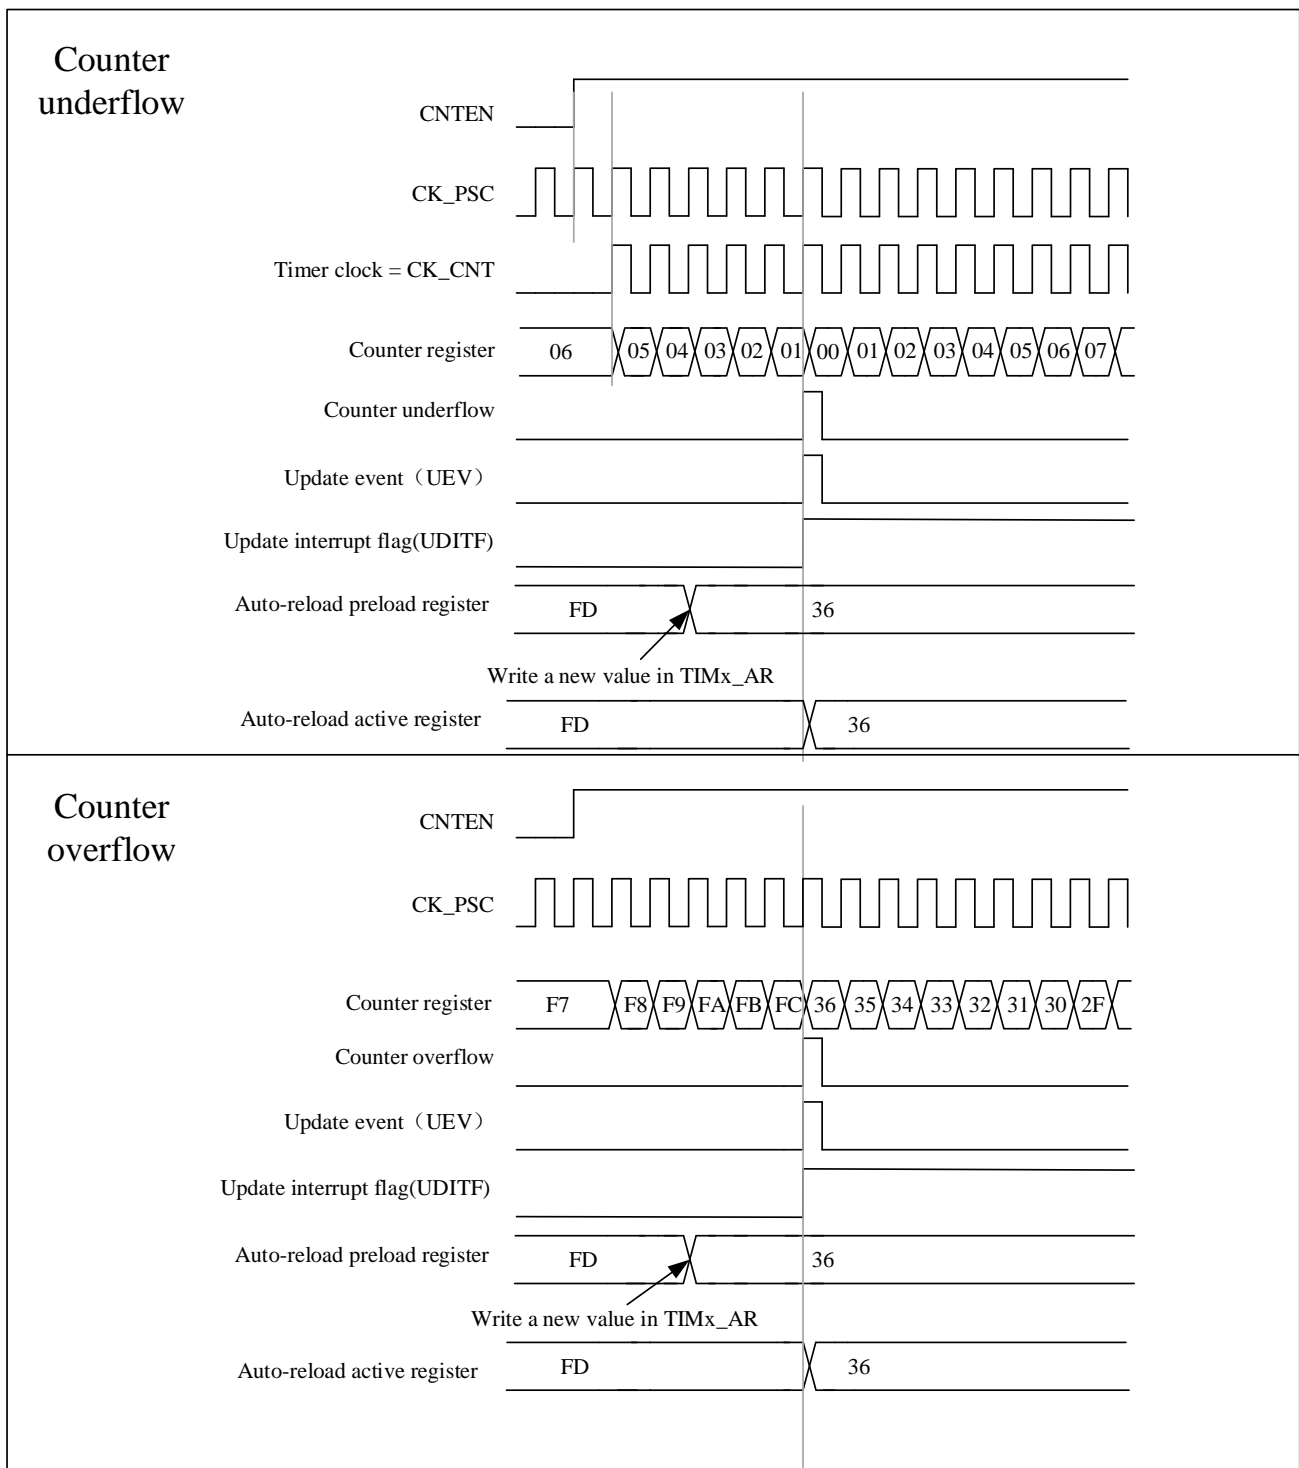 Counter
underflow
CNTEN
CK_PSC
Timer clock = CK_CNT
Counter register 06 05 04 03 02 01 00 01 02 03 04 05 06 07
Counter underflow
Update event（UEV）
Update interrupt flag(UDITF)
Auto-reload preload register FD 36
Write a new value in TIMx_AR
Auto-reload active register FD 36
Counter
overflow
CNTEN
CK_PSC
Counter register F7 F8 F9 FA FB FC 36 35 34 33 32 31 30 2F
Counter overflow
Update event（UEV）
Update interrupt flag(UDITF)
Auto-reload preload register FD 36
Write a new value in TIMx_AR
Auto-reload active register FD 36